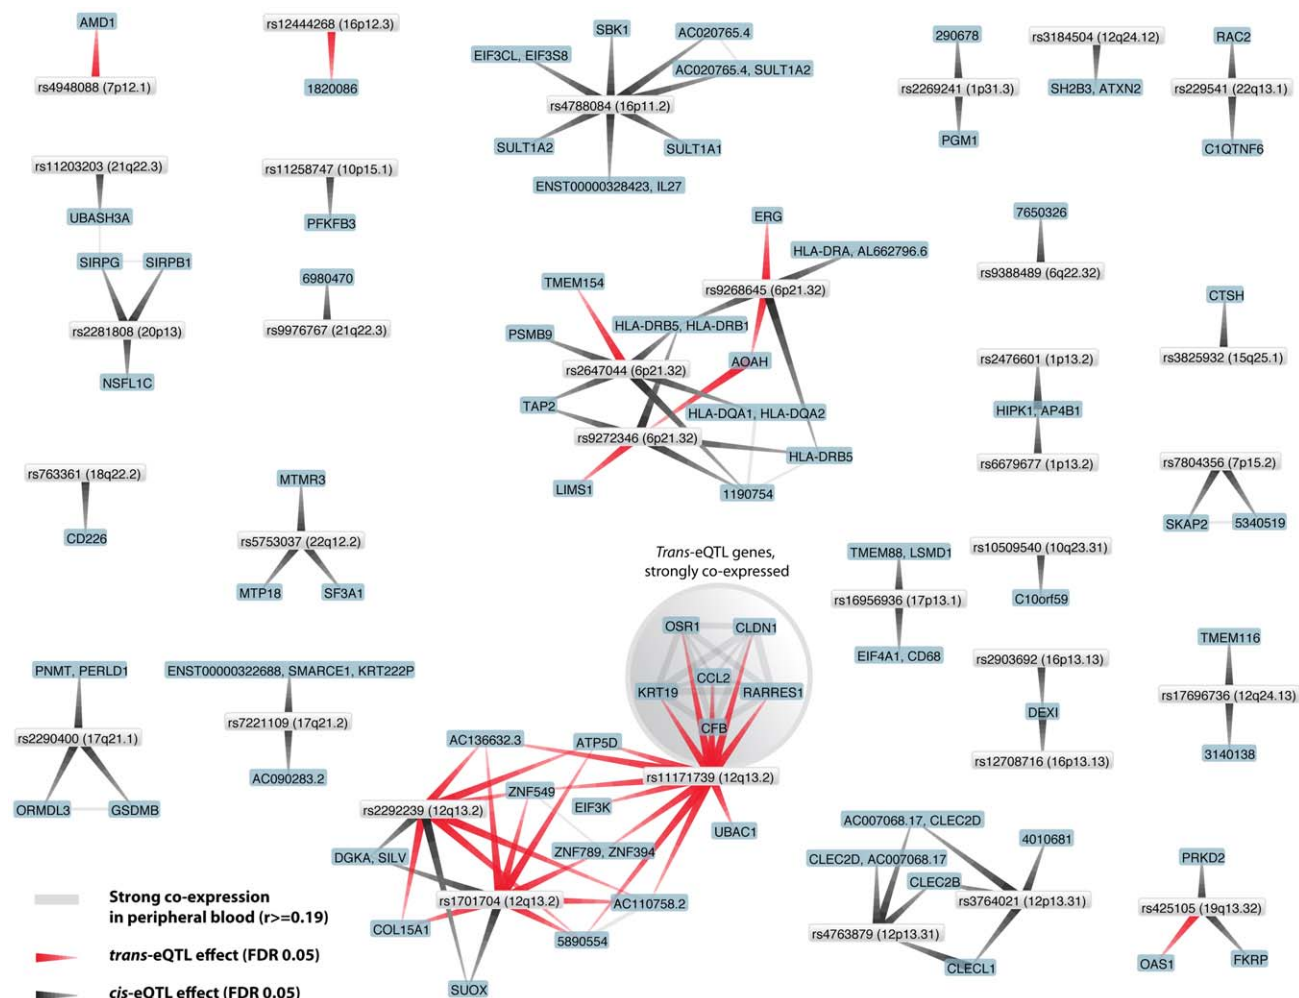 AMD1
rs4948088 (7p12.1)
rs12444268 (16p12.3)
1820086
SBK1
AC020765.4
EIF3CL, EIF3S8
AC020765.4, SULT1A2
rs4788084 (16p11.2)
SULT1A2
SULT1A1
ENST00000328423, IL27
290678
rs2269241 (1p31.3)
PGM1
rs3184504 (12q24.12)
SH2B3, ATXN2
RAC2
rs229541 (22q13.1)
C1QTNF6
rs11203203 (21q22.3)
UBASH3A
SIRPG
SIRPB1
rs2281808 (20p13)
NSFL1C
rs11258747 (10p15.1)
PFKFB3
6980470
rs9976767 (21q22.3)
ERG
HLA-DRA, AL662796.6
TMEM154
rs9268645 (6p21.32)
PSMB9
HLA-DRB5, HLA-DRB1
rs2647044 (6p21.32)
AOAH
TAP2
HLA-DQA1, HLA-DQA2
rs9272346 (6p21.32)
HLA-DRB5
LIMS1
1190754
7650326
rs9388489 (6q22.32)
CTSH
rs3825932 (15q25.1)
rs2476601 (1p13.2)
HIPK1, AP4B1
rs6679677 (1p13.2)
rs7804356 (7p15.2)
SKAP2
5340519
rs763361 (18q22.2)
CD226
MTMR3
rs5753037 (22q12.2)
MTP18
SF3A1
Trans-eQTL genes,
strongly co-expressed
OSR1
CLDN1
CCL2
KRT19
RARRES1
CFB
rs11171739 (12q13.2)
TMEM88, LSMD1
rs16956936 (17p13.1)
EIF4A1, CD68
rs10509540 (10q23.31)
C10orf59
rs2903692 (16p13.13)
DEXI
rs12708716 (16p13.13)
TMEM116
rs17696736 (12q24.13)
3140138
PNMT, PERLD1
rs2290400 (17q21.1)
ORMDL3
GSDMB
ENST00000322688, SMARCE1, KRT222P
rs7221109 (17q21.2)
AC090283.2
AC136632.3
ATP5D
ZNF549
EIF3K
UBAC1
rs2292239 (12q13.2)
DGKA, SILV
ZNF789, ZNF394
rs1701704 (12q13.2)
AC110758.2
COL15A1
5890554
SUOX
AC007068.17, CLEC2D
4010681
CLEC2D, AC007068.17
CLEC2B
rs3764021 (12p13.31)
rs4763879 (12p13.31)
CLECL1
PRKD2
rs425105 (19q13.32)
OAS1
FKRP
Strong co-expression
in peripheral blood (r>=0.19)
trans-eQTL effect (FDR 0.05)
cis-eQTL effect (FDR 0.05)